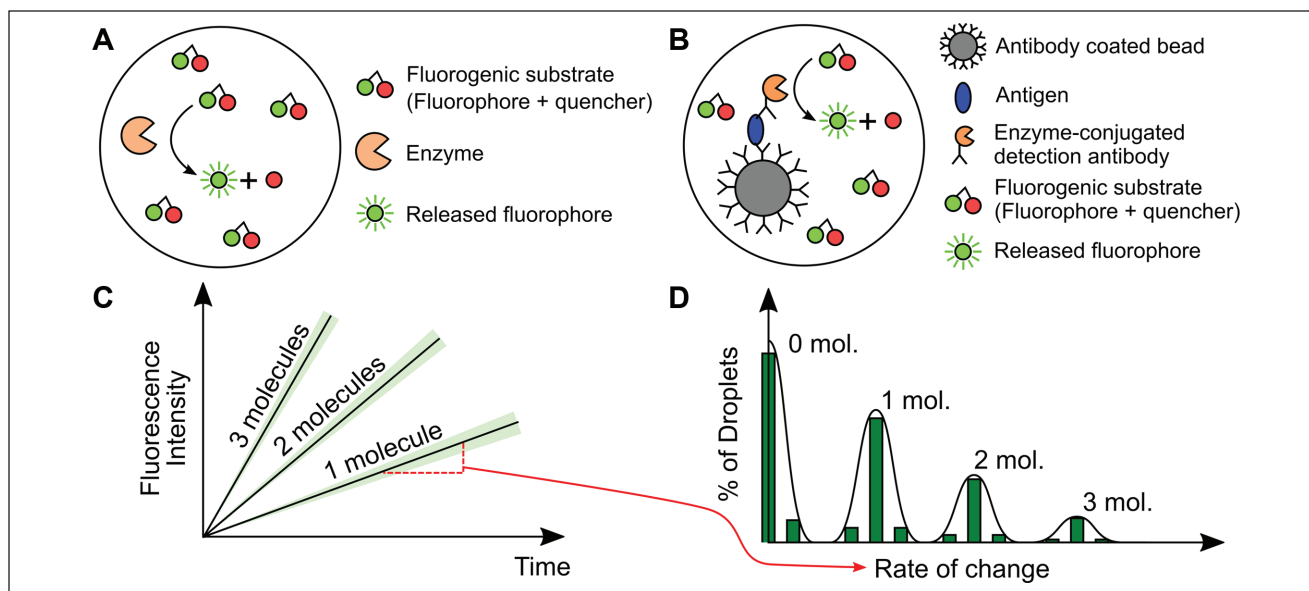 A
Fluorogenic substrate
(Fluorophore + quencher)
Enzyme
+
Released fluorophore
B
+
Antibody coated bead
Antigen
Enzyme-conjugated
detection antibody
Fluorogenic substrate
(Fluorophore + quencher)
Released fluorophore
C
Fluorescence
Intensity
3 molecules
2 molecules
1 molecule
Time
D
% of Droplets
0 mol.
1 mol.
2 mol.
3 mol.
Rate of change